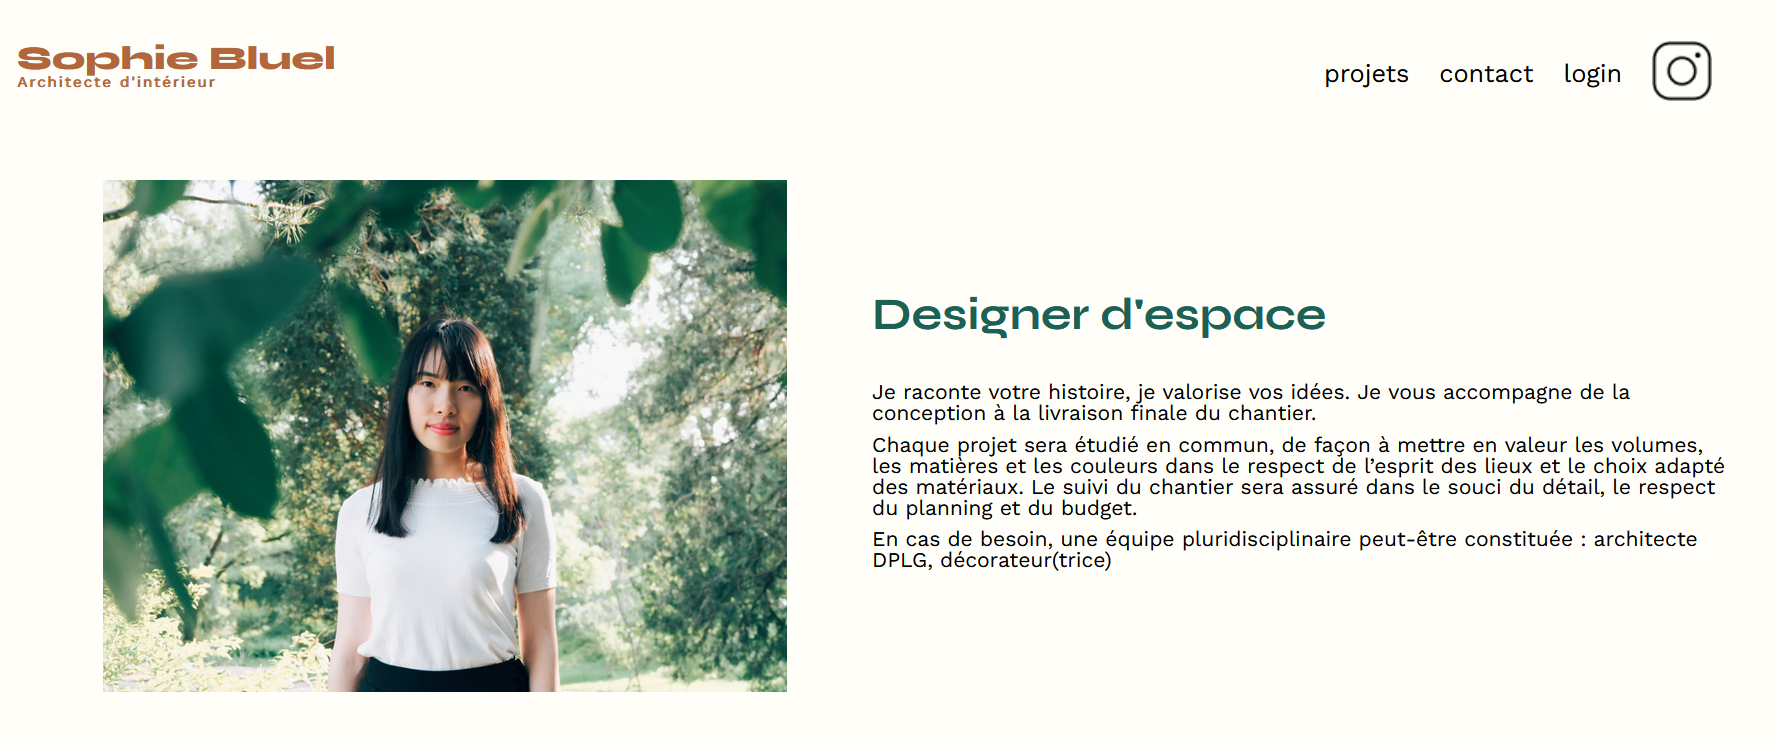 Sophie Bluel
Architecte d'intérieur
projets contact login
Designer d'espace
Je raconte votre histoire, je valorise vos idées. Je vous accompagne de la
conception à la livraison finale du chantier.
Chaque projet sera étudié en commun, de façon à mettre en valeur les volumes,
les matières et les couleurs dans le respect de l’esprit des lieux et le choix adapté
des matériaux. Le suivi du chantier sera assuré dans le souci du détail, le respect
du planning et du budget.
En cas de besoin, une équipe pluridisciplinaire peut-être constituée : architecte
DPLG, décorateur(trice)